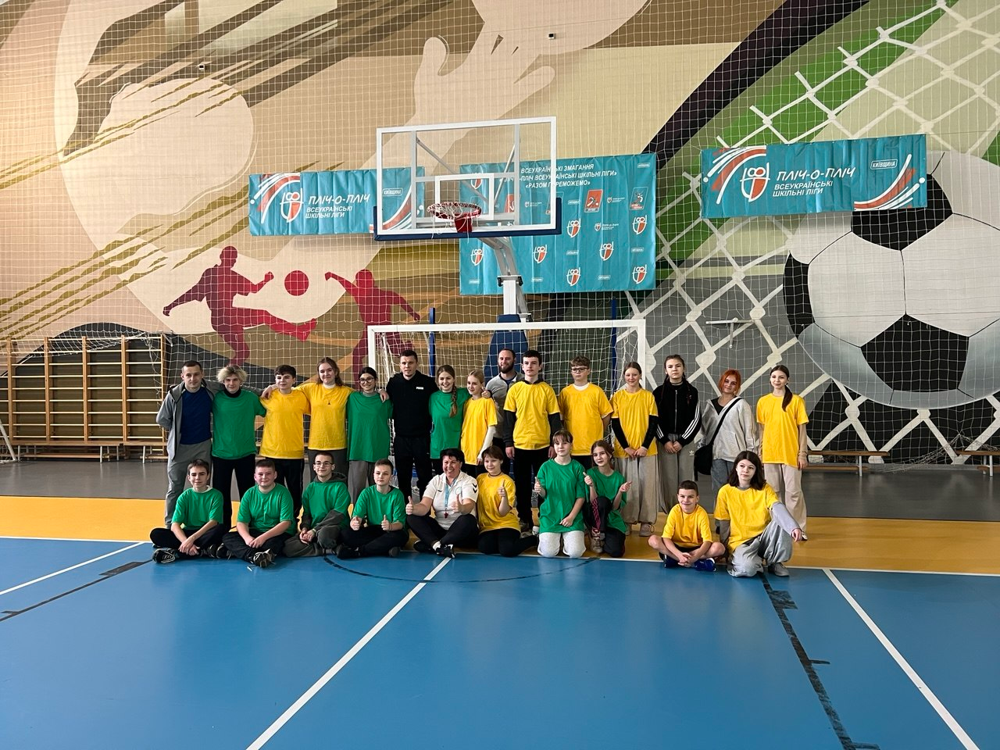 ПЛІЧ-О-ПЛІЧ
ВСЕУКРАЇНСЬКІ
ШКІЛЬНІ ЛІГИ
КИЇВЩИНА
ВСЕУКРАЇНСЬКІ ЗМАГАННЯ
-ПЛІЧ ВСЕУКРАЇНСЬКІ ШКІЛЬНІ ЛІГИ»
«РАЗОМ ПЕРЕМОЖЕМО»
КИЇВЩИНА
ПЛІЧ-О-ПЛІЧ
ВСЕУКРАЇНСЬКІ
ШКІЛЬНІ ЛІГИ